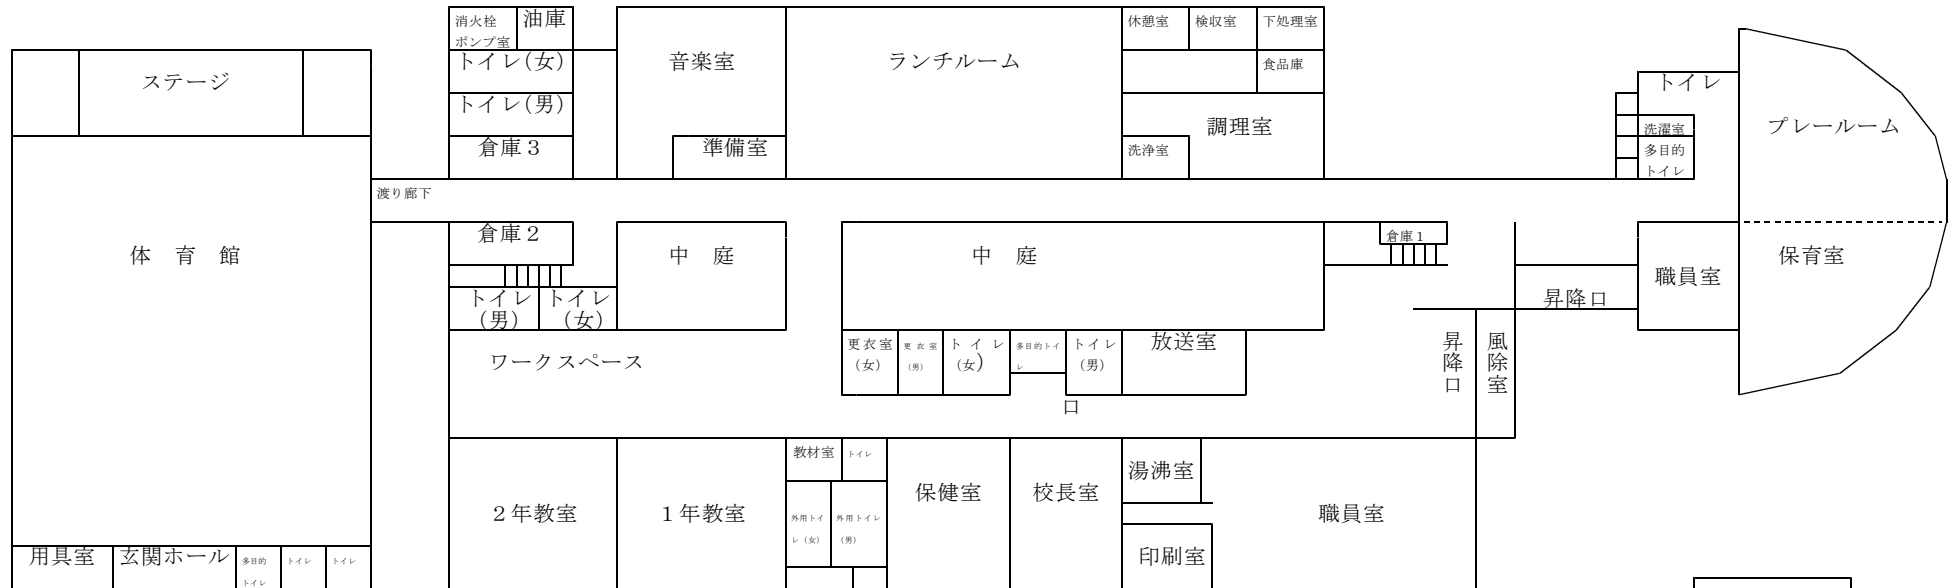 消火栓
ポンプ室
油庫
トイレ(女)
トイレ(男)
倉庫３
ステージ
音楽室
準備室
ランチルーム
休憩室
検収室
下処理室
食品庫
調理室
洗浄室
トイレ
洗濯室
多目的
トイレ
プレールーム
渡り廊下
体　育　館
倉庫２
トイレ
(男)
トイレ
(女)
中　庭
中　庭
倉庫１
昇降口
職員室
保育室
ワークスペース
更衣室
(女)
更衣室
(男)
トイレ
(女)
多目的トイ
レ
トイレ
(男)
放送室
昇降口
風除室
口
２年教室
１年教室
教材室
トイレ
外用トイ
レ(女)
外用トイレ
(男)
保健室
校長室
湯沸室
印刷室
職員室
用具室
玄関ホール
多目的
トイレ
トイレ
トイレ